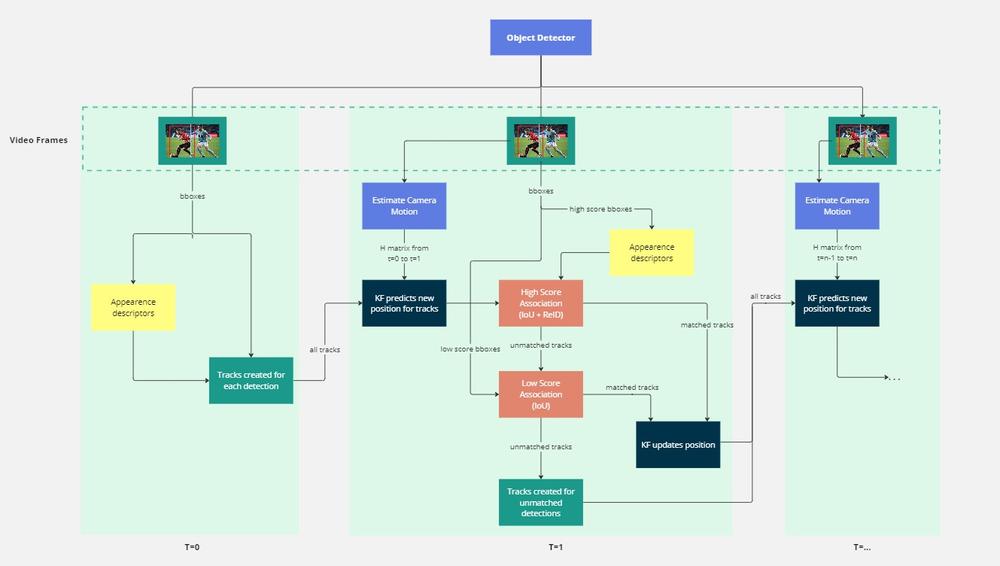 Object Detector
Video Frames
bboxes
Appearence
descriptors
Tracks created for
each detection
all tracks
T=0
Estimate Camera
Motion
H matrix from
t=0 to t=1
KF predicts new
position for tracks
bboxes
high score bboxes
Appearence
descriptors
High Score
Association
(IoU + ReID)
matched tracks
low score bboxes
unmatched tracks
Low Score
Association
(IoU)
matched tracks
KF updates position
unmatched tracks
Tracks created for
unmatched
detections
T=1
all tracks
Estimate Camera
Motion
H matrix from
t=n-1 to t=n
KF predicts new
position for tracks
...
T=...